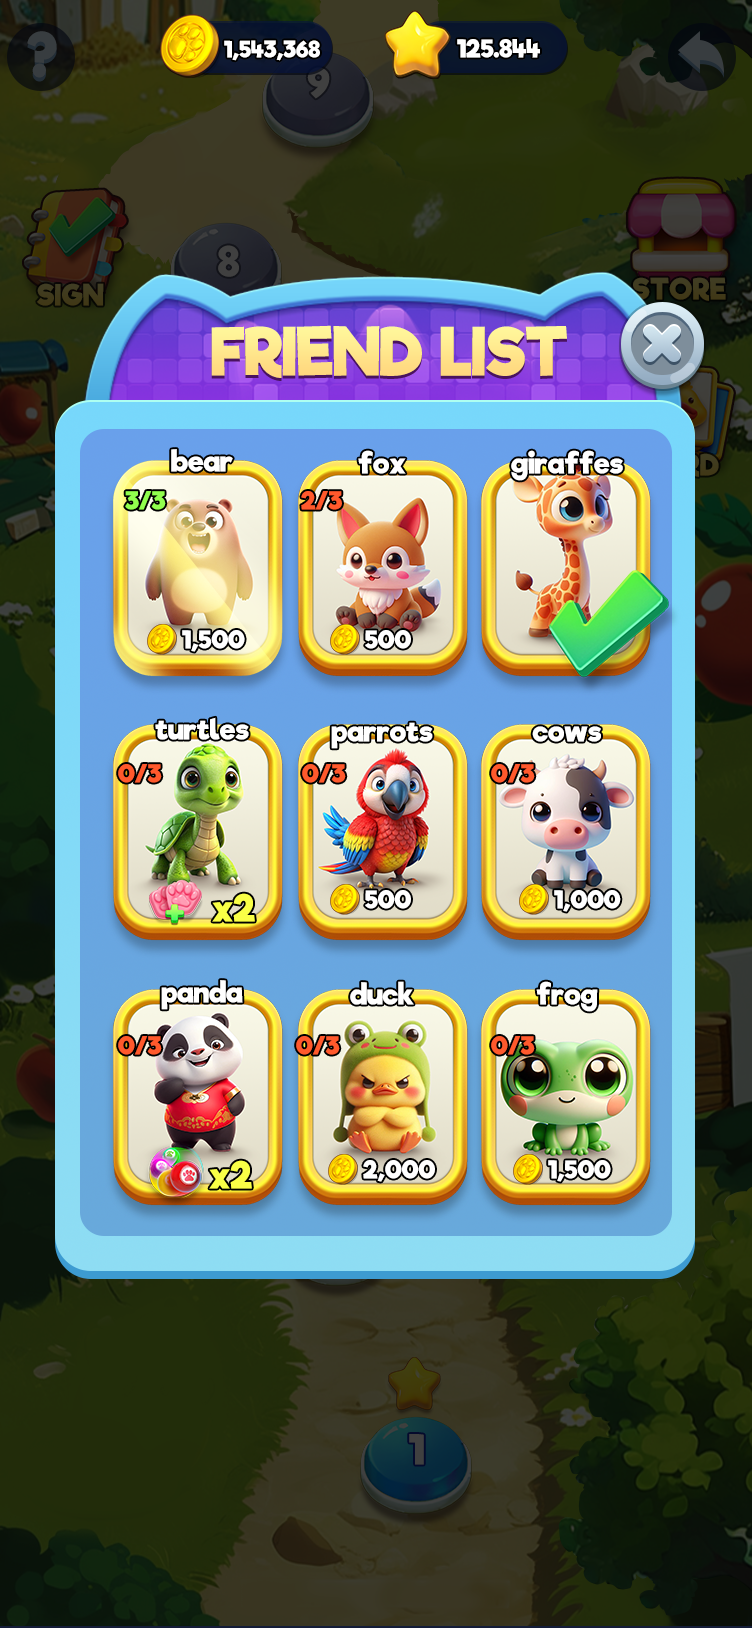 ?
1,543,368
125.844
9
8
SIGN
STORE
FRIEND LIST
bear
fox
giraffes
3/3
2/3
1,500
500
turtles
parrots
cows
0/3
0/3
0/3
x2
500
1,000
panda
duck
frog
0/3
0/3
0/3
x2
2,000
1,500
1